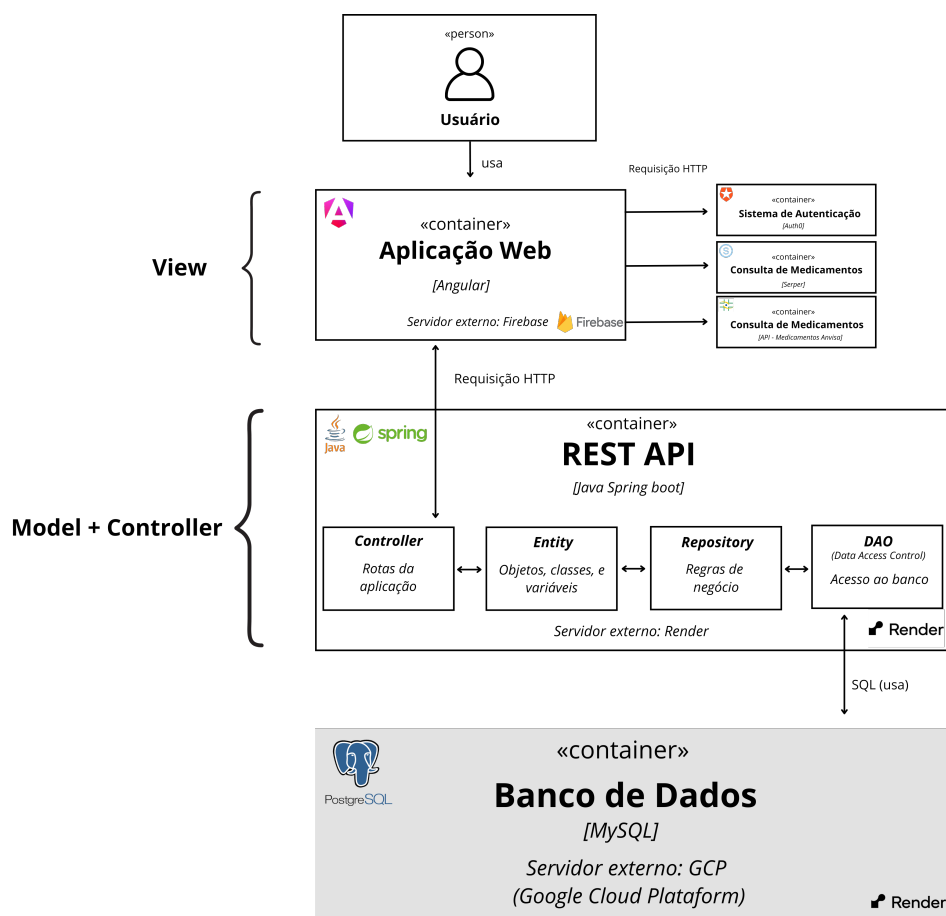 «person»
Usuário
usa
Requisição HTTP
«container»
Sistema de Autenticação
[Auth0]
«container»
Consulta de Medicamentos
[Serper]
«container»
Consulta de Medicamentos
[API - Medicamentos Anvisa]
View
«container»
Aplicação Web
[Angular]
Servidor externo: Firebase
Firebase
Requisição HTTP
Model + Controller
Java
spring
«container»
REST API
[Java Spring boot]
Controller
Rotas da
aplicação
Entity
Objetos, classes, e
variáveis
Repository
Regras de
negócio
DAO
(Data Access Control)
Acesso ao banco
Servidor externo: Render
Render
SQL (usa)
PostgreSQL
«container»
Banco de Dados
[MySQL]
Servidor externo: GCP
(Google Cloud Plataform)
Render